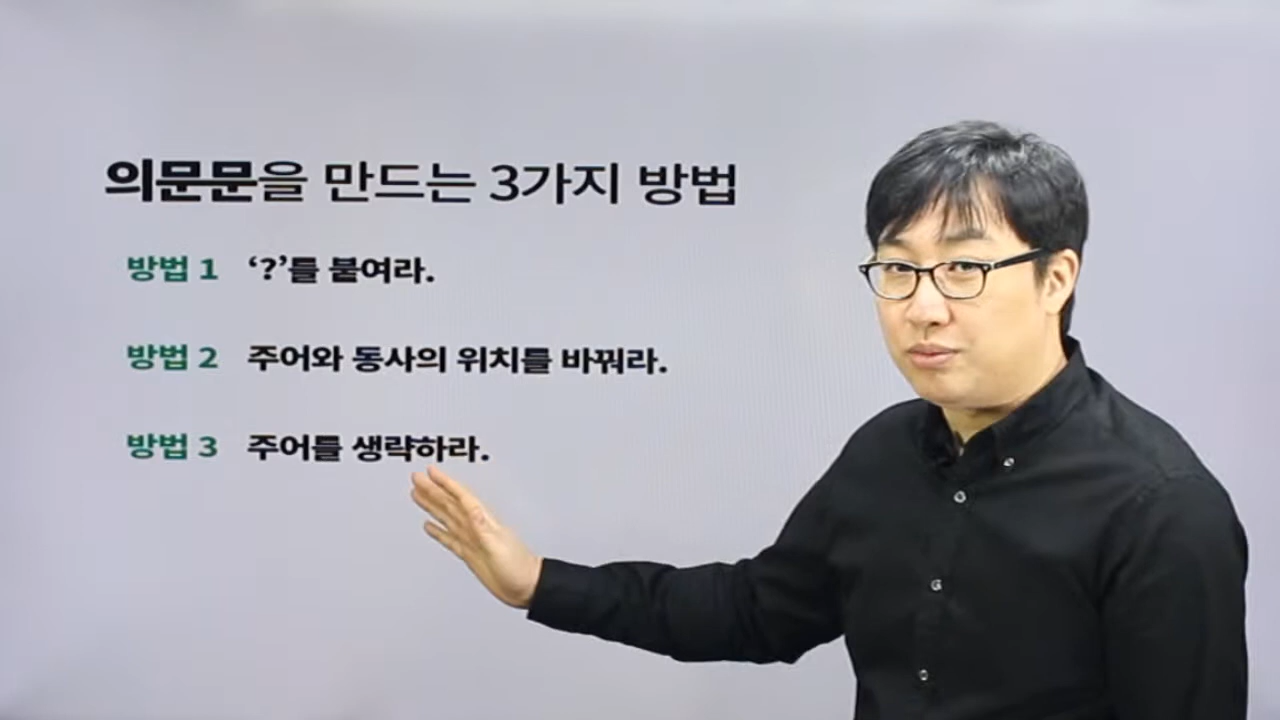 의문문을 만드는 3가지 방법
방법 1 ‘?’를 붙여라.
방법 2 주어와 동사의 위치를 바꿔라.
방법 3 주어를 생략하라.